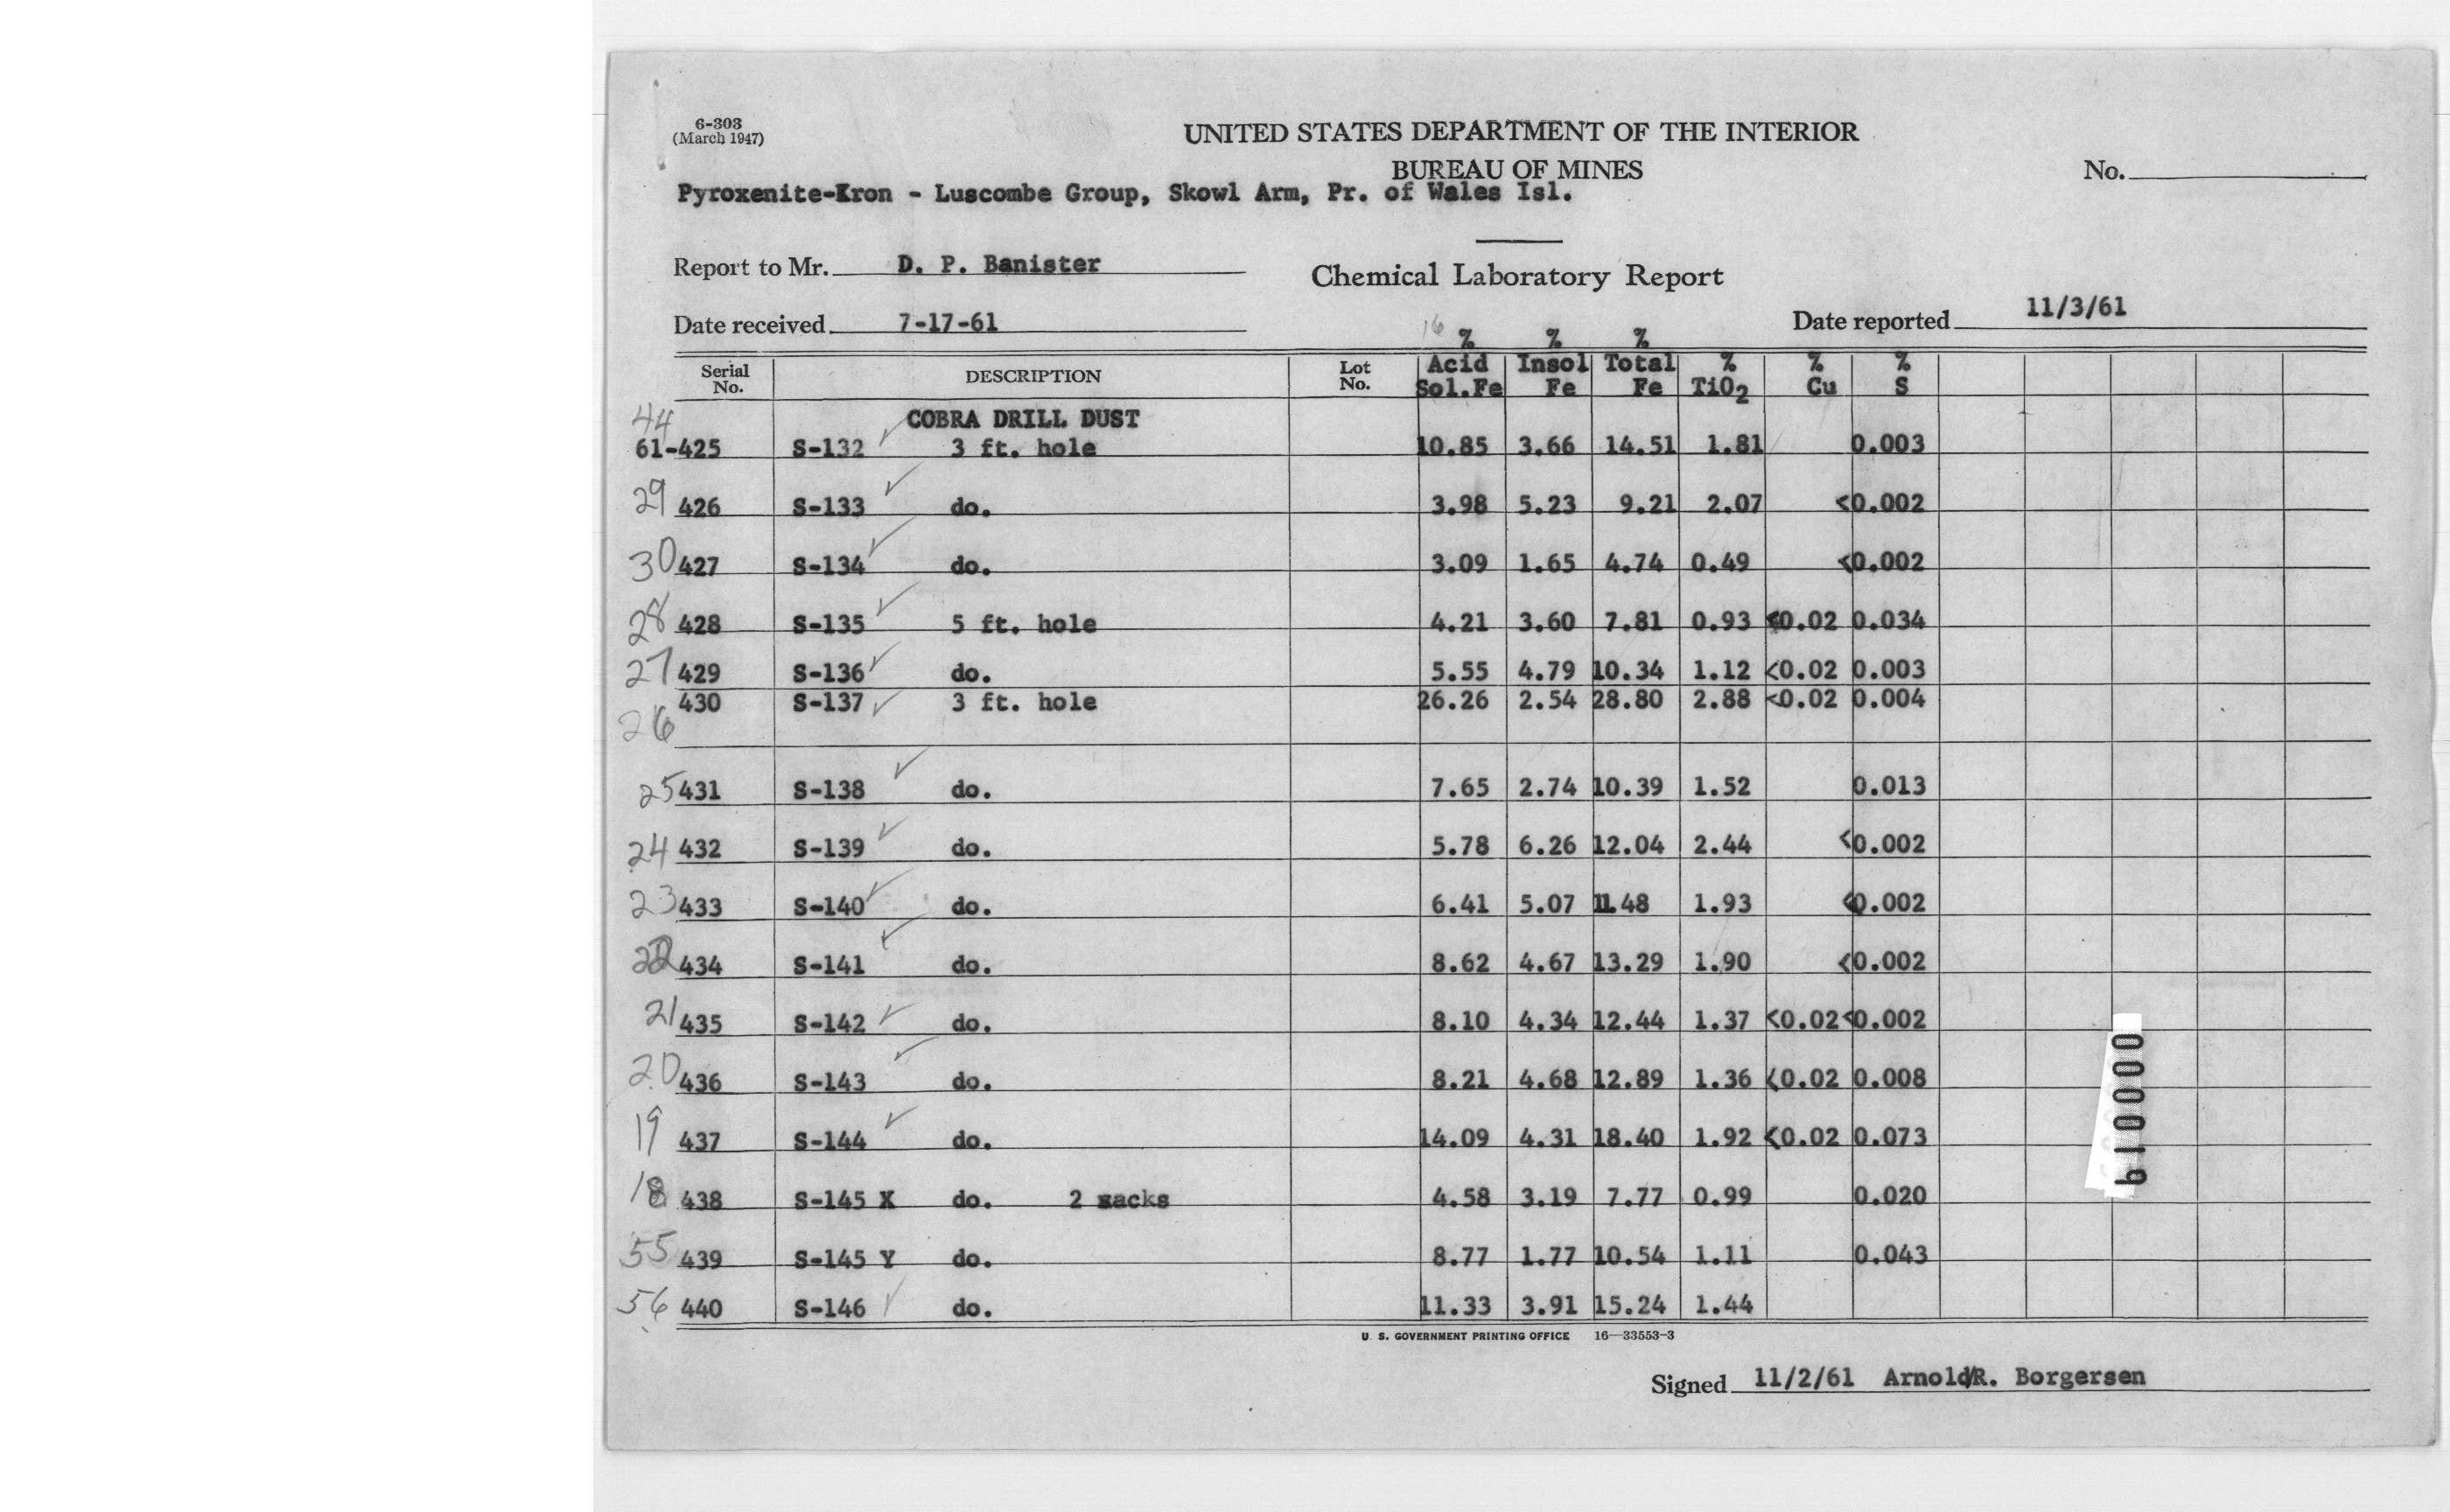 6-303
(March 1947)
UNITED STATES DEPARTMENT OF THE INTERIOR
BUREAU OF MINES
No.
Pyroxenite-Kron - Luscombe Group, Skowl Arm, Pr. of Wales Isl.
Report to Mr. D. P. Banister
Chemical Laboratory Report
Date received 7-17-61
Date reported 11/3/61
16
% % %
Serial No. DESCRIPTION Lot No. Acid Sol.Fe Insol Fe Total Fe % TiO2 % Cu % S
44 COBRA DRILL DUST
61-425 S-132 ✓ 3 ft. hole 10.85 3.66 14.51 1.81 0.003
29 426 S-133 ✓ do. 3.98 5.23 9.21 2.07 <0.002
30 427 S-134 ✓ do. 3.09 1.65 4.74 0.49 <0.002
28 428 S-135 ✓ 5 ft. hole 4.21 3.60 7.81 0.93 <0.02 0.034
27 429 S-136 ✓ do. 5.55 4.79 10.34 1.12 <0.02 0.003
430 S-137 ✓ 3 ft. hole 26.26 2.54 28.80 2.88 <0.02 0.004
26
25 431 S-138 ✓ do. 7.65 2.74 10.39 1.52 0.013
24 432 S-139 ✓ do. 5.78 6.26 12.04 2.44 <0.002
23 433 S-140 ✓ do. 6.41 5.07 11.48 1.93 <0.002
22 434 S-141 ✓ do. 8.62 4.67 13.29 1.90 <0.002
21 435 S-142 ✓ do. 8.10 4.34 12.44 1.37 <0.02 <0.002
20 436 S-143 ✓ do. 8.21 4.68 12.89 1.36 <0.02 0.008
19 437 S-144 ✓ do. 14.09 4.31 18.40 1.92 <0.02 0.073
18 438 S-145 X do. 2 sacks 4.58 3.19 7.77 0.99 0.020
55 439 S-145 Y do. 8.77 1.77 10.54 1.11 0.043
56 440 S-146 ✓ do. 11.33 3.91 15.24 1.44
000019
U. S. GOVERNMENT PRINTING OFFICE 16—33553-3
Signed 11/2/61 Arnold R. Borgersen